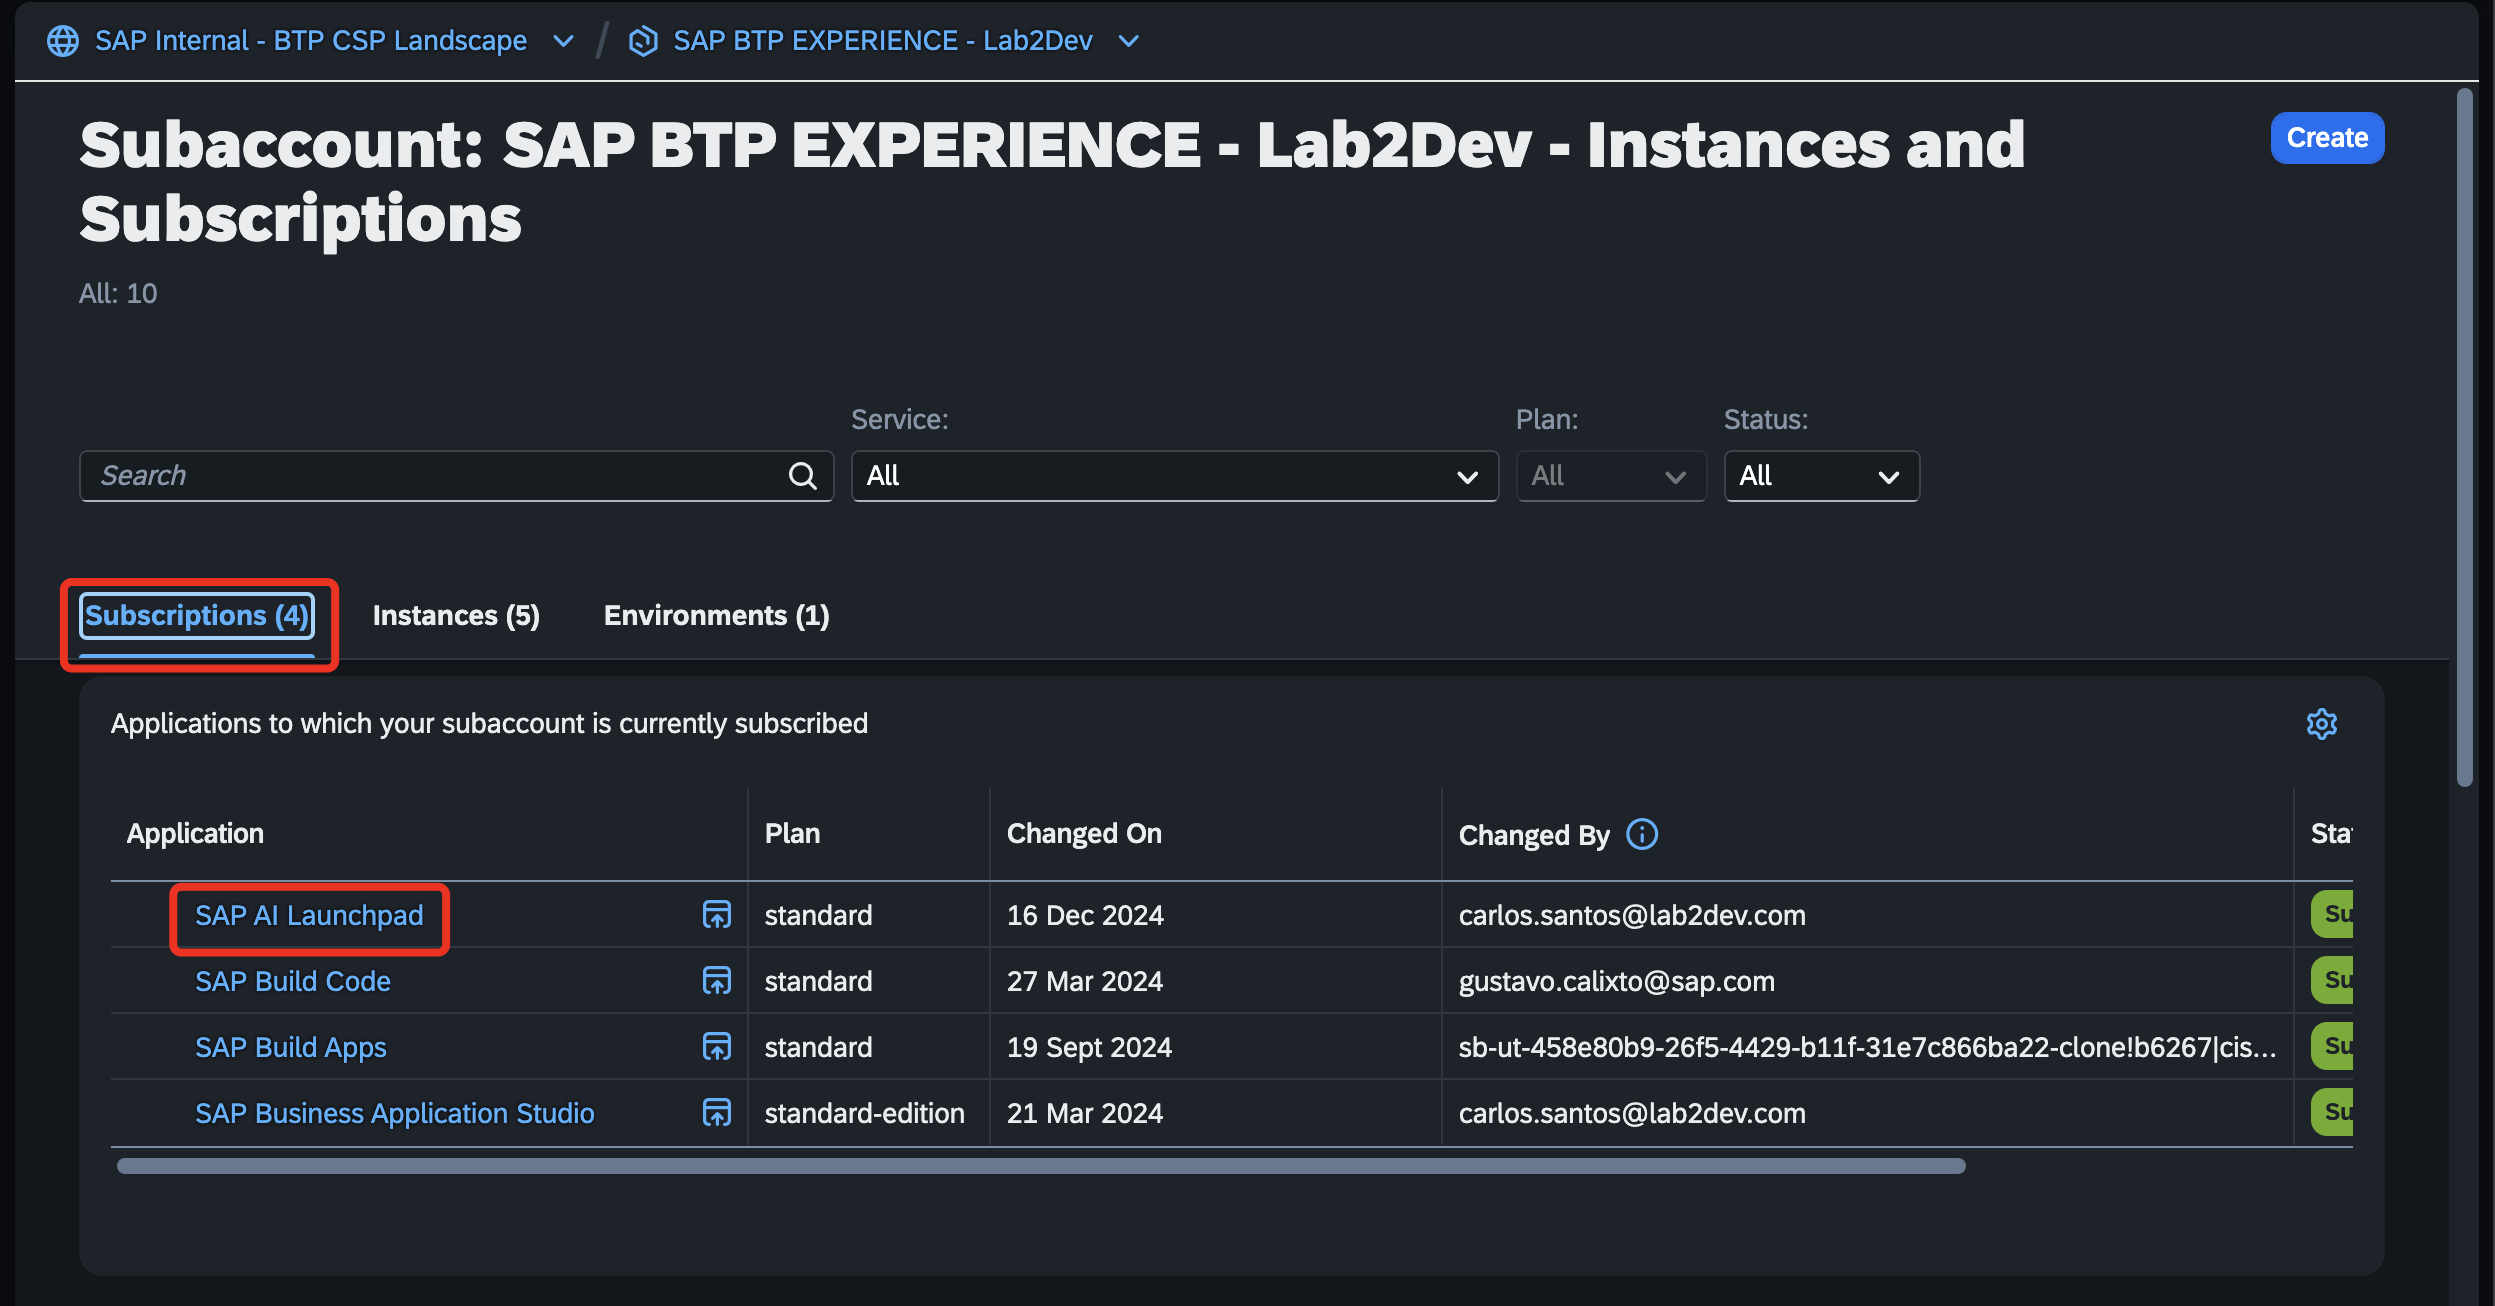 SAP Internal - BTP CSP Landscape / SAP BTP EXPERIENCE - Lab2Dev
Subaccount: SAP BTP EXPERIENCE - Lab2Dev - Instances and
Subscriptions
Create
All: 10
Service:
Plan:
Status:
Search
All
All
All
Subscriptions (4)
Instances (5)
Environments (1)
Applications to which your subaccount is currently subscribed
Application Plan Changed On Changed By Sta
SAP AI Launchpad standard 16 Dec 2024 carlos.santos@lab2dev.com Su
SAP Build Code standard 27 Mar 2024 gustavo.calixto@sap.com Su
SAP Build Apps standard 19 Sept 2024 sb-ut-458e80b9-26f5-4429-b11f-31e7c866ba22-clone!b6267|cis... Su
SAP Business Application Studio standard-edition 21 Mar 2024 carlos.santos@lab2dev.com Su